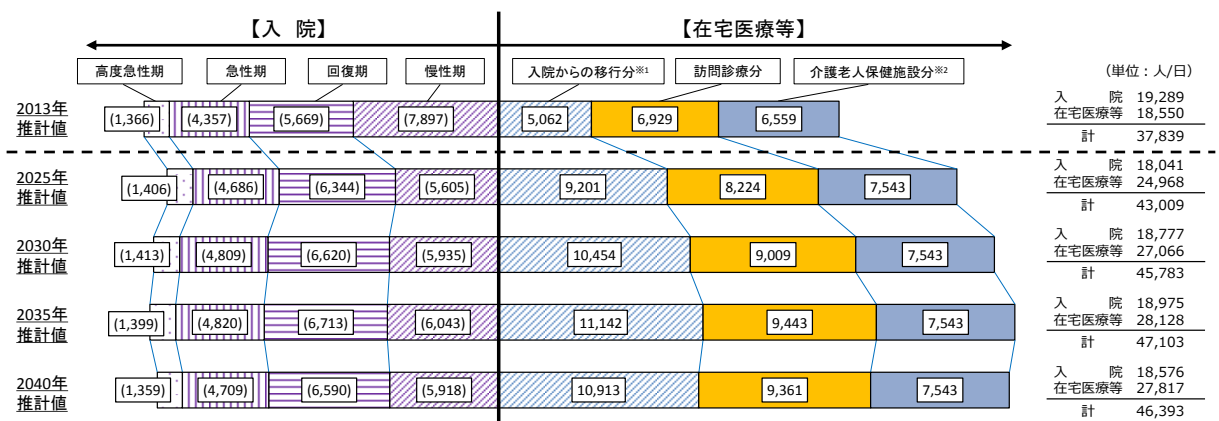 【入 院】 【在宅医療等】
高度急性期 急性期 回復期 慢性期 入院からの移行分※1 訪問診療分 介護老人保健施設分※2
(単位:人/日)
2013年
推計値
(1,366) (4,357) (5,669) (7,897) 5,062 6,929 6,559
入 院 19,289
在宅医療等 18,550
計 37,839
2025年
推計値
(1,406) (4,686) (6,344) (5,605) 9,201 8,224 7,543
入 院 18,041
在宅医療等 24,968
計 43,009
2030年
推計値
(1,413) (4,809) (6,620) (5,935) 10,454 9,009 7,543
入 院 18,777
在宅医療等 27,066
計 45,783
2035年
推計値
(1,399) (4,820) (6,713) (6,043) 11,142 9,443 7,543
入 院 18,975
在宅医療等 28,128
計 47,103
2040年
推計値
(1,359) (4,709) (6,590) (5,918) 10,913 9,361 7,543
入 院 18,576
在宅医療等 27,817
計 46,393